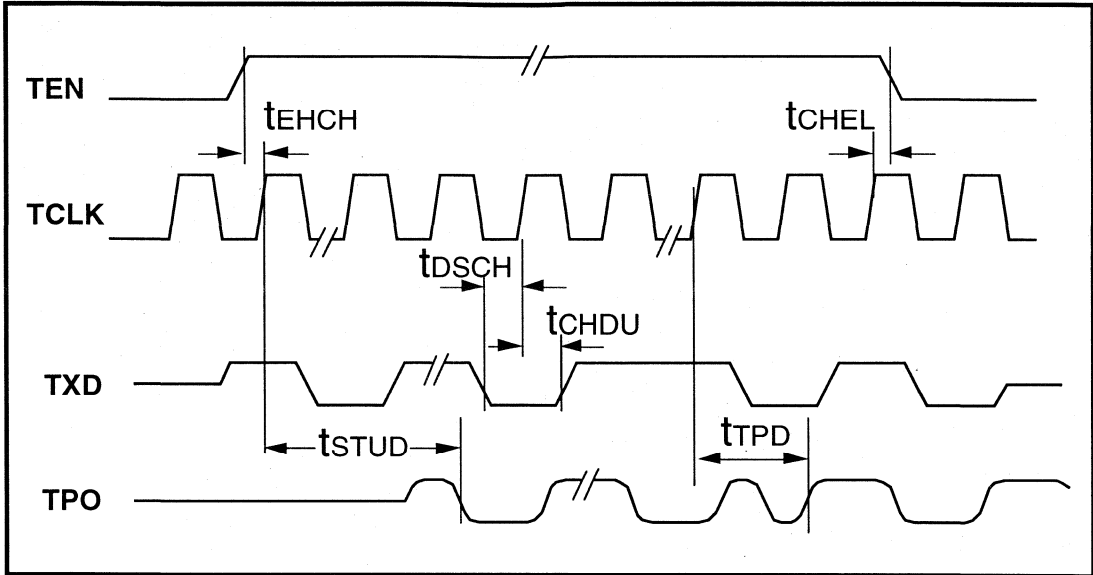 TEN
tEHCH
tCHEL
TCLK
tDSCH
tCHDU
TXD
tSTUD
tTPD
TPO